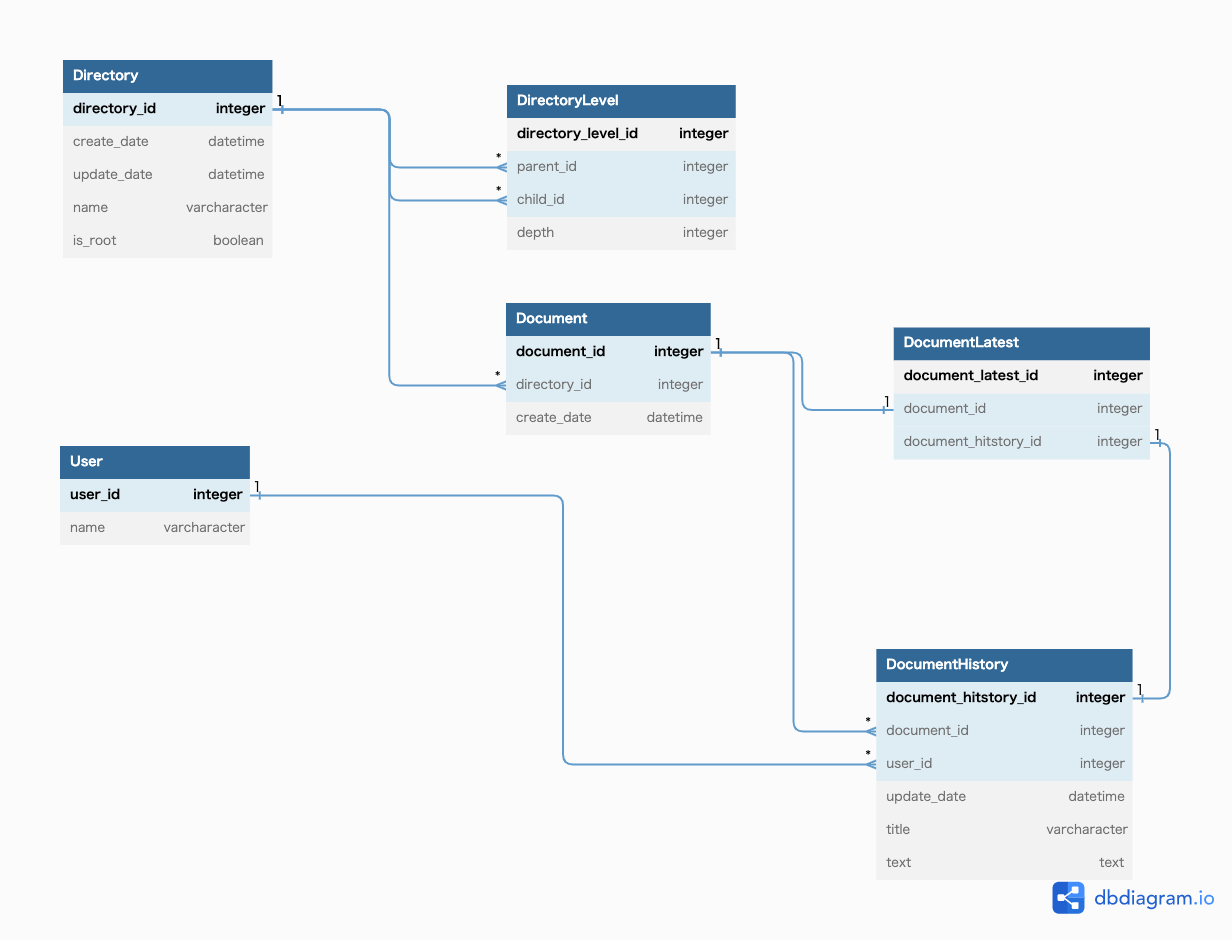 Directory
directory_id integer
create_date datetime
update_date datetime
name varcharacter
is_root boolean
1
DirectoryLevel
directory_level_id integer
* parent_id integer
* child_id integer
depth integer
Document
document_id integer
1
* directory_id integer
create_date datetime
DocumentLatest
document_latest_id integer
1 document_id integer
document_hitstory_id integer
1
User
user_id integer
1
name varcharacter
DocumentHistory
document_hitstory_id integer
1
* document_id integer
* user_id integer
update_date datetime
title varcharacter
text text
dbdiagram.io